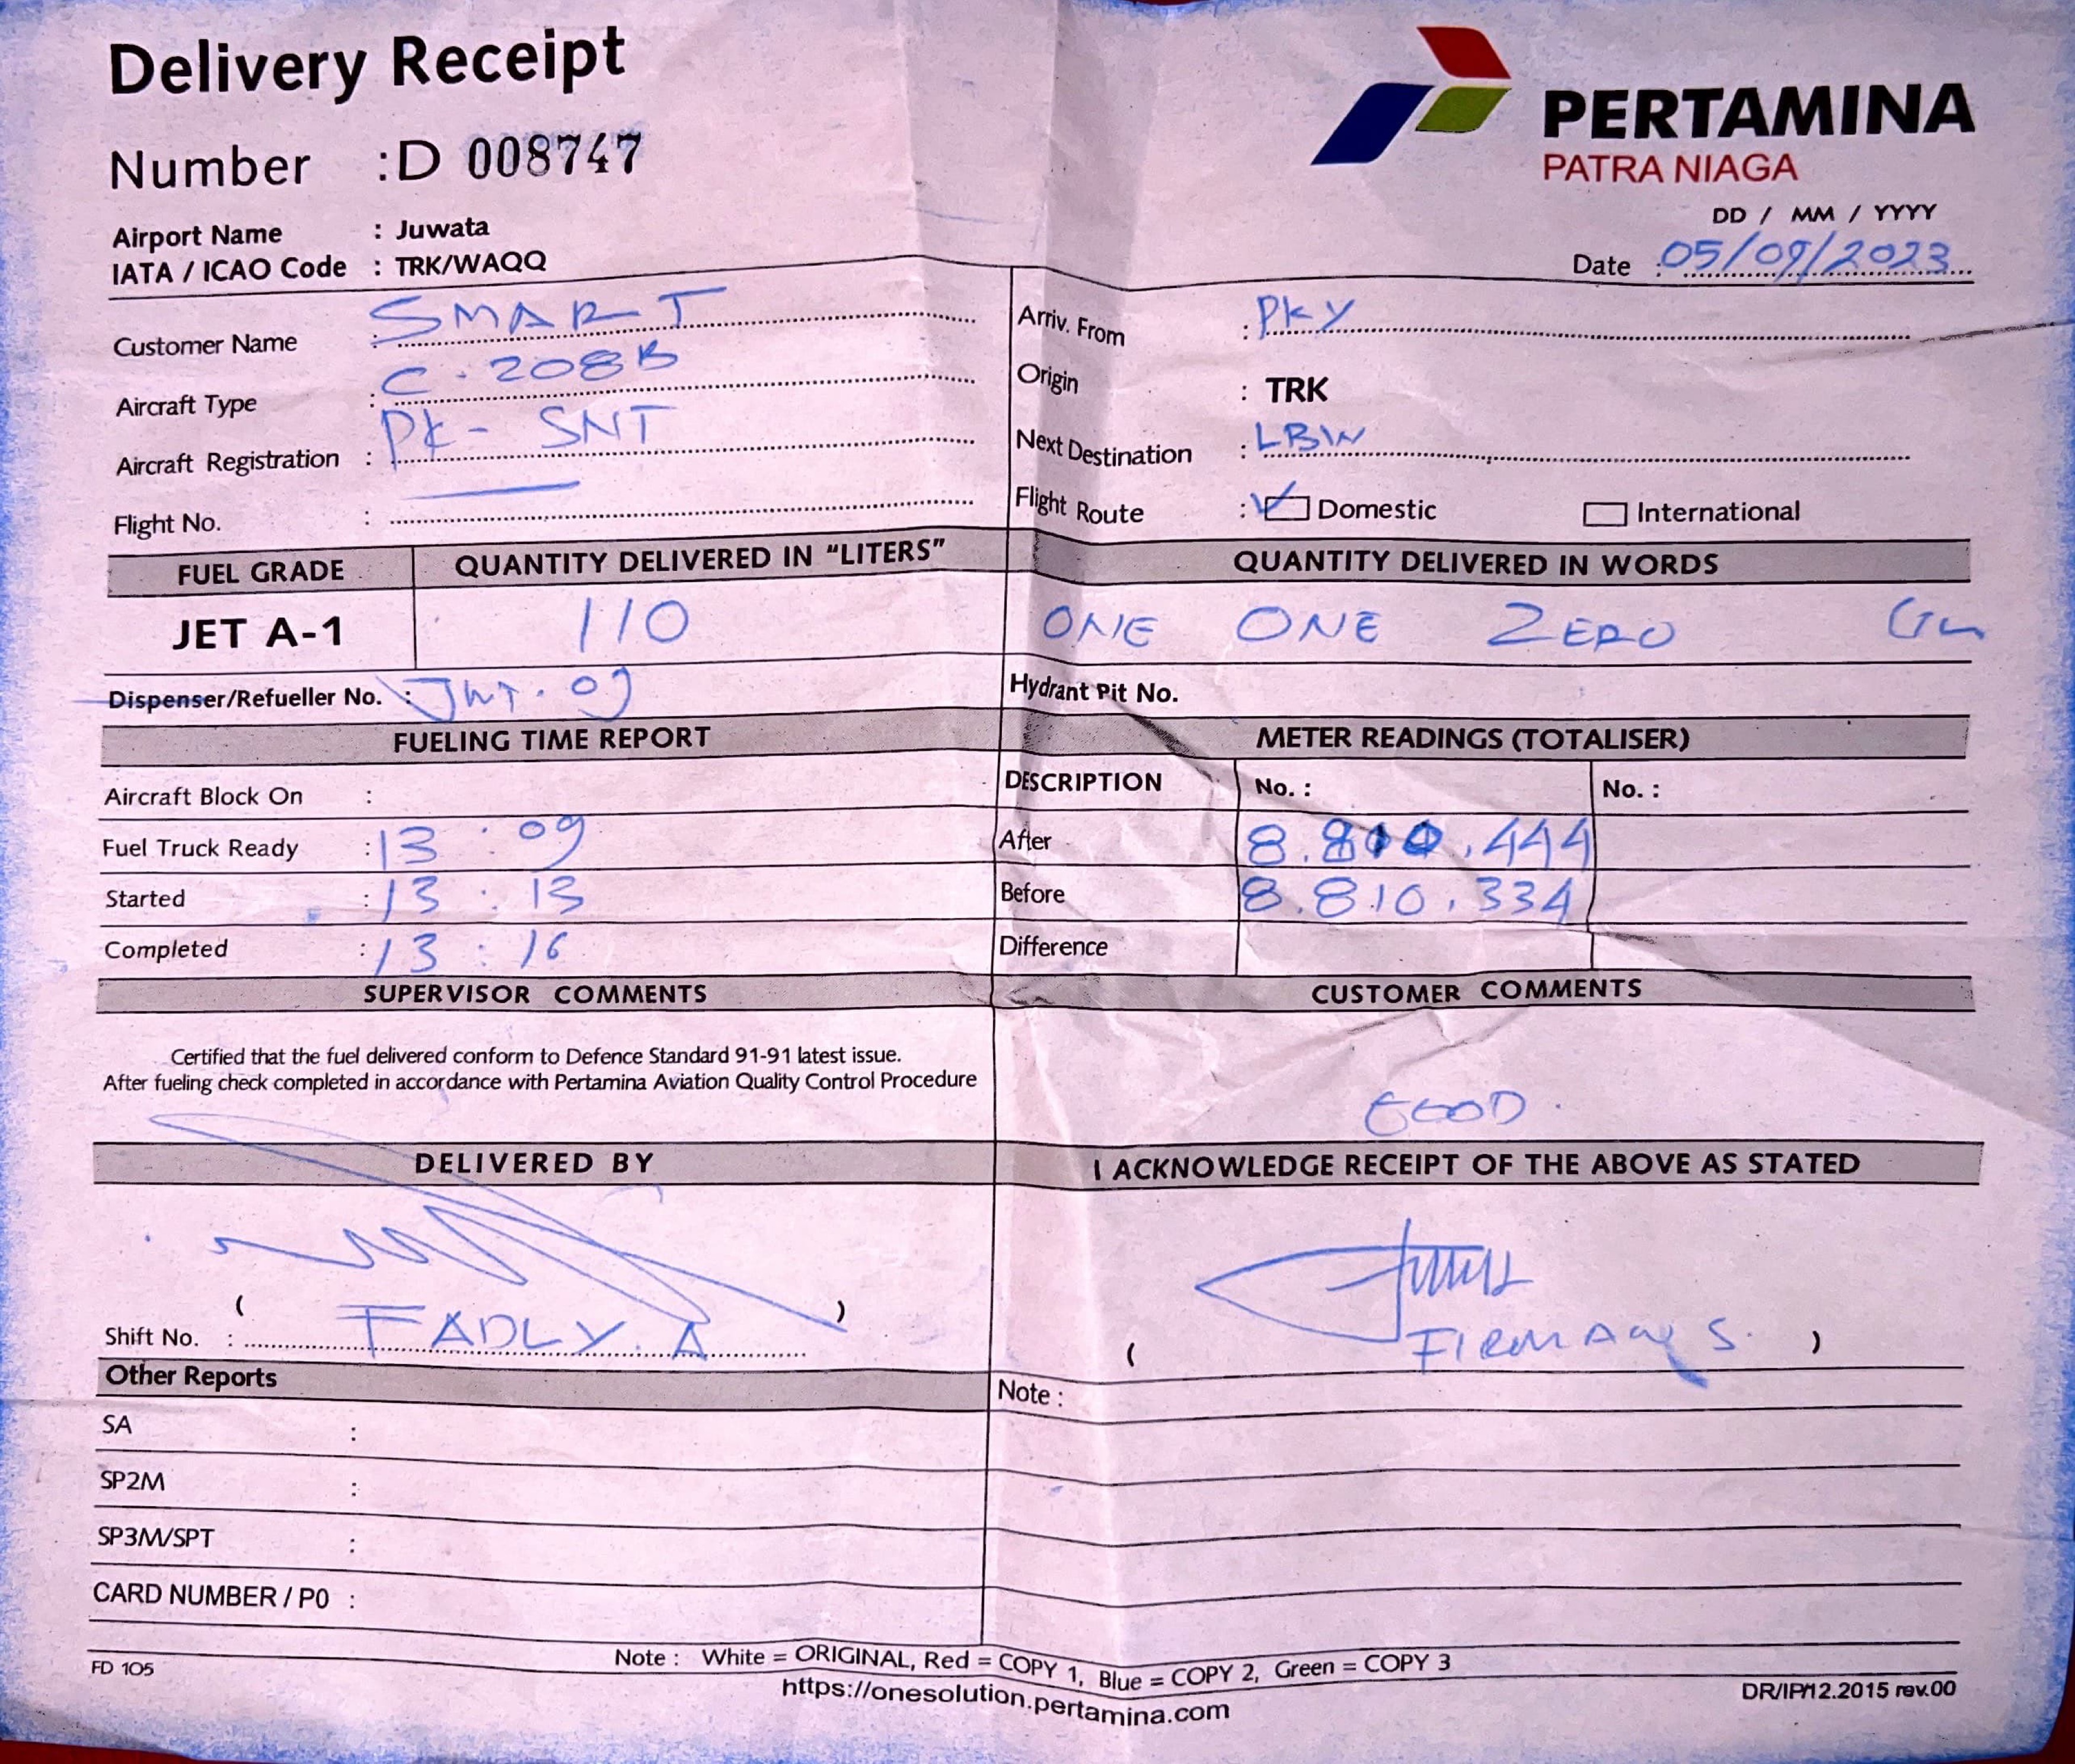 Delivery Receipt
Number :D 008747
PERTAMINA
PATRA NIAGA
Airport Name : Juwata
IATA / ICAO Code : TRK/WAQQ
DD / MM / YYYY
Date : 05/09/2023
Customer Name : SMART
Aircraft Type : C.208B
Aircraft Registration : PK-SNT
Flight No. : —
Arriv. From : PKY
Origin : TRK
Next Destination : LBW
Flight Route : Domestic International
FUEL GRADE QUANTITY DELIVERED IN "LITERS" QUANTITY DELIVERED IN WORDS
JET A-1 110 ONE ONE ZERO
Dispenser/Refueller No. : 09
Hydrant Pit No.
FUELING TIME REPORT
Aircraft Block On :
Fuel Truck Ready : 13 : 09
Started : 13 : 13
Completed : 13 : 16
METER READINGS (TOTALISER)
DESCRIPTION No. : No. :
After 8.810.444
Before 8.810.334
Difference
SUPERVISOR COMMENTS
Certified that the fuel delivered conform to Defence Standard 91-91 latest issue.
After fueling check completed in accordance with Pertamina Aviation Quality Control Procedure
CUSTOMER COMMENTS
GOOD.
DELIVERED BY
( )
Shift No. : FADLY. A
I ACKNOWLEDGE RECEIPT OF THE ABOVE AS STATED
( S. )
Other Reports
SA :
SP2M :
SP3M/SPT :
CARD NUMBER / P0 :
Note :
Note : White = ORIGINAL, Red = COPY 1, Blue = COPY 2, Green = COPY 3
FD 105
https://onesolution.pertamina.com
DR/IP/12.2015 rev.00